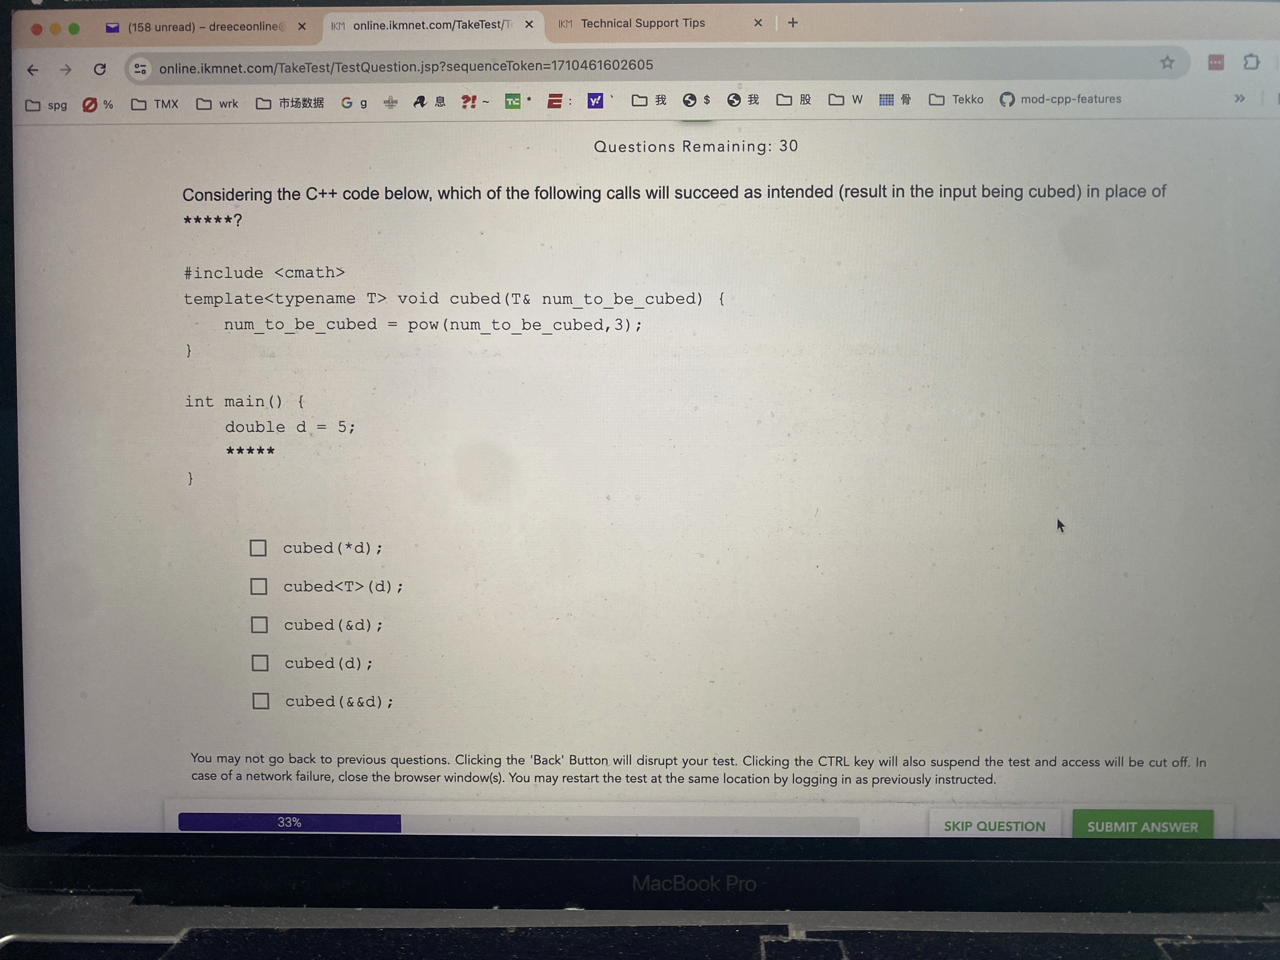 (158 unread) – dreeceonline
IKM online.ikmnet.com/TakeTest/T
IKM Technical Support Tips
online.ikmnet.com/TakeTest/TestQuestion.jsp?sequenceToken=1710461602605
spg % TMX wrk 市场数据 G g 息 ?! ~ TC : y! 我 $ 我 股 W 骨 Tekko mod-cpp-features »
Questions Remaining: 30
Considering the C++ code below, which of the following calls will succeed as intended (result in the input being cubed) in place of
*****?
#include <cmath>
template<typename T> void cubed(T& num_to_be_cubed) {
num_to_be_cubed = pow(num_to_be_cubed,3);
}
int main() {
double d = 5;
*****
}
cubed(*d);
cubed<T>(d);
cubed(&d);
cubed(d);
cubed(&&d);
You may not go back to previous questions. Clicking the 'Back' Button will disrupt your test. Clicking the CTRL key will also suspend the test and access will be cut off. In
case of a network failure, close the browser window(s). You may restart the test at the same location by logging in as previously instructed.
33%
SKIP QUESTION
SUBMIT ANSWER
MacBook Pro